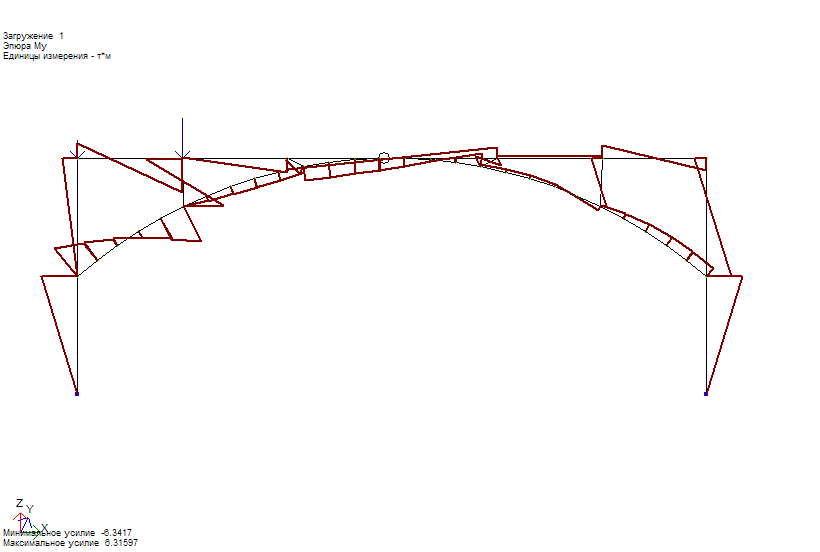 Загружение 1
Эпюра My
Единицы измерения - т*м
Z
Y
X
Минимальное усилие -6.3417
Максимальное усилие 6.31597